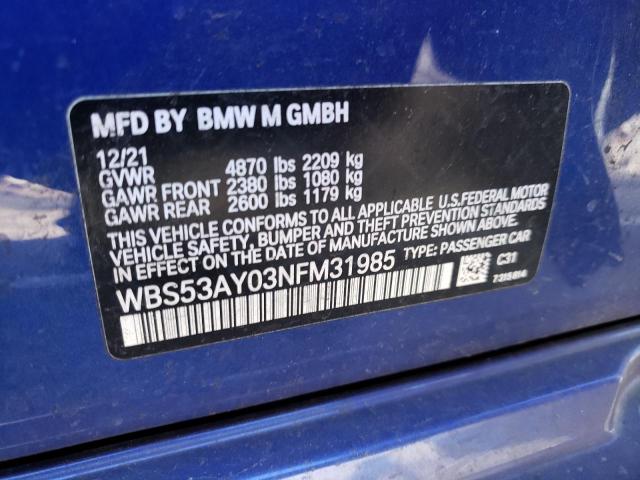 MFD BY BMW M GMBH
12/21
GVWR 4870 lbs 2209 kg
GAWR FRONT 2380 lbs 1080 kg
GAWR REAR 2600 lbs 1179 kg
THIS VEHICLE CONFORMS TO ALL APPLICABLE U.S.FEDERAL MOTOR
VEHICLE SAFETY, BUMPER AND THEFT PREVENTION STANDARDS
IN EFFECT ON THE DATE OF MANUFACTURE SHOWN ABOVE.
WBS53AY03NFM31985 TYPE: PASSENGER CAR
C31
7315814